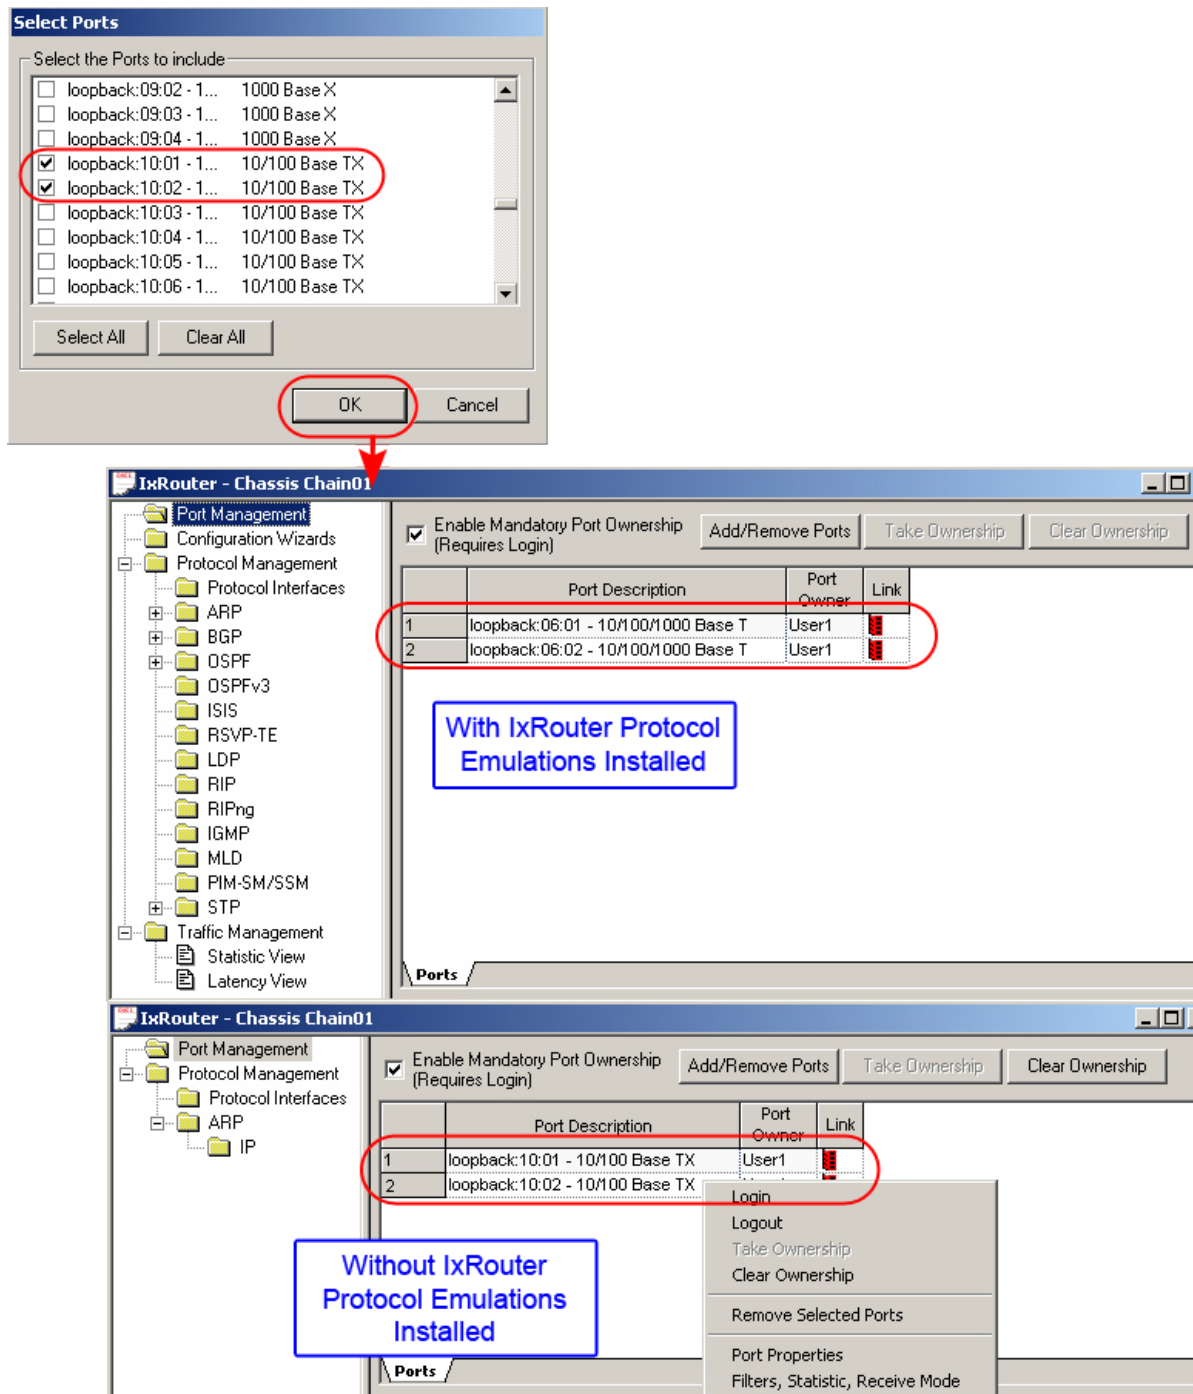 Select Ports
Select the Ports to include
loopback:09:02 - 1... 1000 Base X
loopback:09:03 - 1... 1000 Base X
loopback:09:04 - 1... 1000 Base X
loopback:10:01 - 1... 10/100 Base TX
loopback:10:02 - 1... 10/100 Base TX
loopback:10:03 - 1... 10/100 Base TX
loopback:10:04 - 1... 10/100 Base TX
loopback:10:05 - 1... 10/100 Base TX
loopback:10:06 - 1... 10/100 Base TX
Select All Clear All
OK Cancel
IxRouter - Chassis Chain01
Port Management
Configuration Wizards
Protocol Management
Protocol Interfaces
ARP
BGP
OSPF
OSPFv3
ISIS
RSVP-TE
LDP
RIP
RIPng
IGMP
MLD
PIM-SM/SSM
STP
Traffic Management
Statistic View
Latency View
Enable Mandatory Port Ownership
(Requires Login)
Add/Remove Ports Take Ownership Clear Ownership
Port Description Port Owner Link
1 loopback:06:01 - 10/100/1000 Base T User1
2 loopback:06:02 - 10/100/1000 Base T User1
With IxRouter Protocol
Emulations Installed
Ports
IxRouter - Chassis Chain01
Port Management
Protocol Management
Protocol Interfaces
ARP
IP
Enable Mandatory Port Ownership
(Requires Login)
Add/Remove Ports Take Ownership Clear Ownership
Port Description Port Owner Link
1 loopback:10:01 - 10/100 Base TX User1
2 loopback:10:02 - 10/100 Base TX
Login
Logout
Take Ownership
Clear Ownership
Remove Selected Ports
Port Properties
Filters, Statistic, Receive Mode
Without IxRouter
Protocol Emulations
Installed
Ports